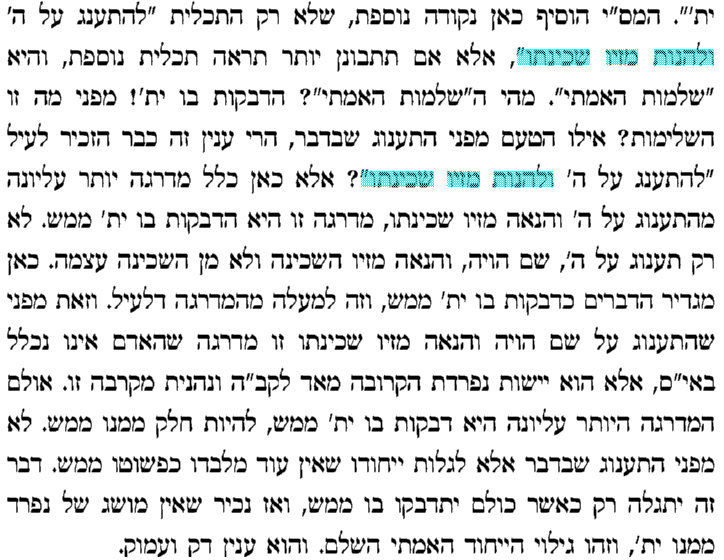 ית'". המס"י הוסיף כאן נקודה נוספת, שלא רק התכלית "להתענג על ה'
ולהנות מזיו שכינתו", אלא אם תתבונן יותר תראה תכלית נוספת, והיא
"שלמות האמתי". מהי ה"שלמות האמתי"? הדבקות בו ית'! מפני מה זו
השלימות? אילו הטעם מפני התענוג שבדבר, הרי ענין זה כבר הזכיר לעיל
"להתענג על ה' ולהנות מזיו שכינתו"? אלא כאן כלל מדרגה יותר עליונה
מהתענוג על ה' והנאה מזיו שכינתו, מדרגה זו היא הדבקות בו ית' ממש. לא
רק תענוג על ה', שם הויה, והנאה מזיו השכינה ולא מן השכינה עצמה. כאן
מגדיר הדברים כדבקות בו ית' ממש, וזה למעלה מהמדרגה דלעיל. וזאת מפני
שהתענוג על שם הויה והנאה מזיו שכינתו זו מדרגה שהאדם אינו נכלל
באי"ס, אלא הוא יישות נפרדת הקרובה מאד לקב"ה ונהנית מקרבה זו. אולם
המדרגה היותר עליונה היא דבקות בו ית' ממש, להיות חלק ממנו ממש. לא
מפני התענוג שבדבר אלא לגלות ייחודו שאין עוד מלבדו כפשוטו ממש. דבר
זה יתגלה רק כאשר כולם יתדבקו בו ממש, ואז נכיר שאין מושג של נפרד
ממנו ית', וזהו גילוי הייחוד האמתי השלם. והוא ענין דק ועמוק.